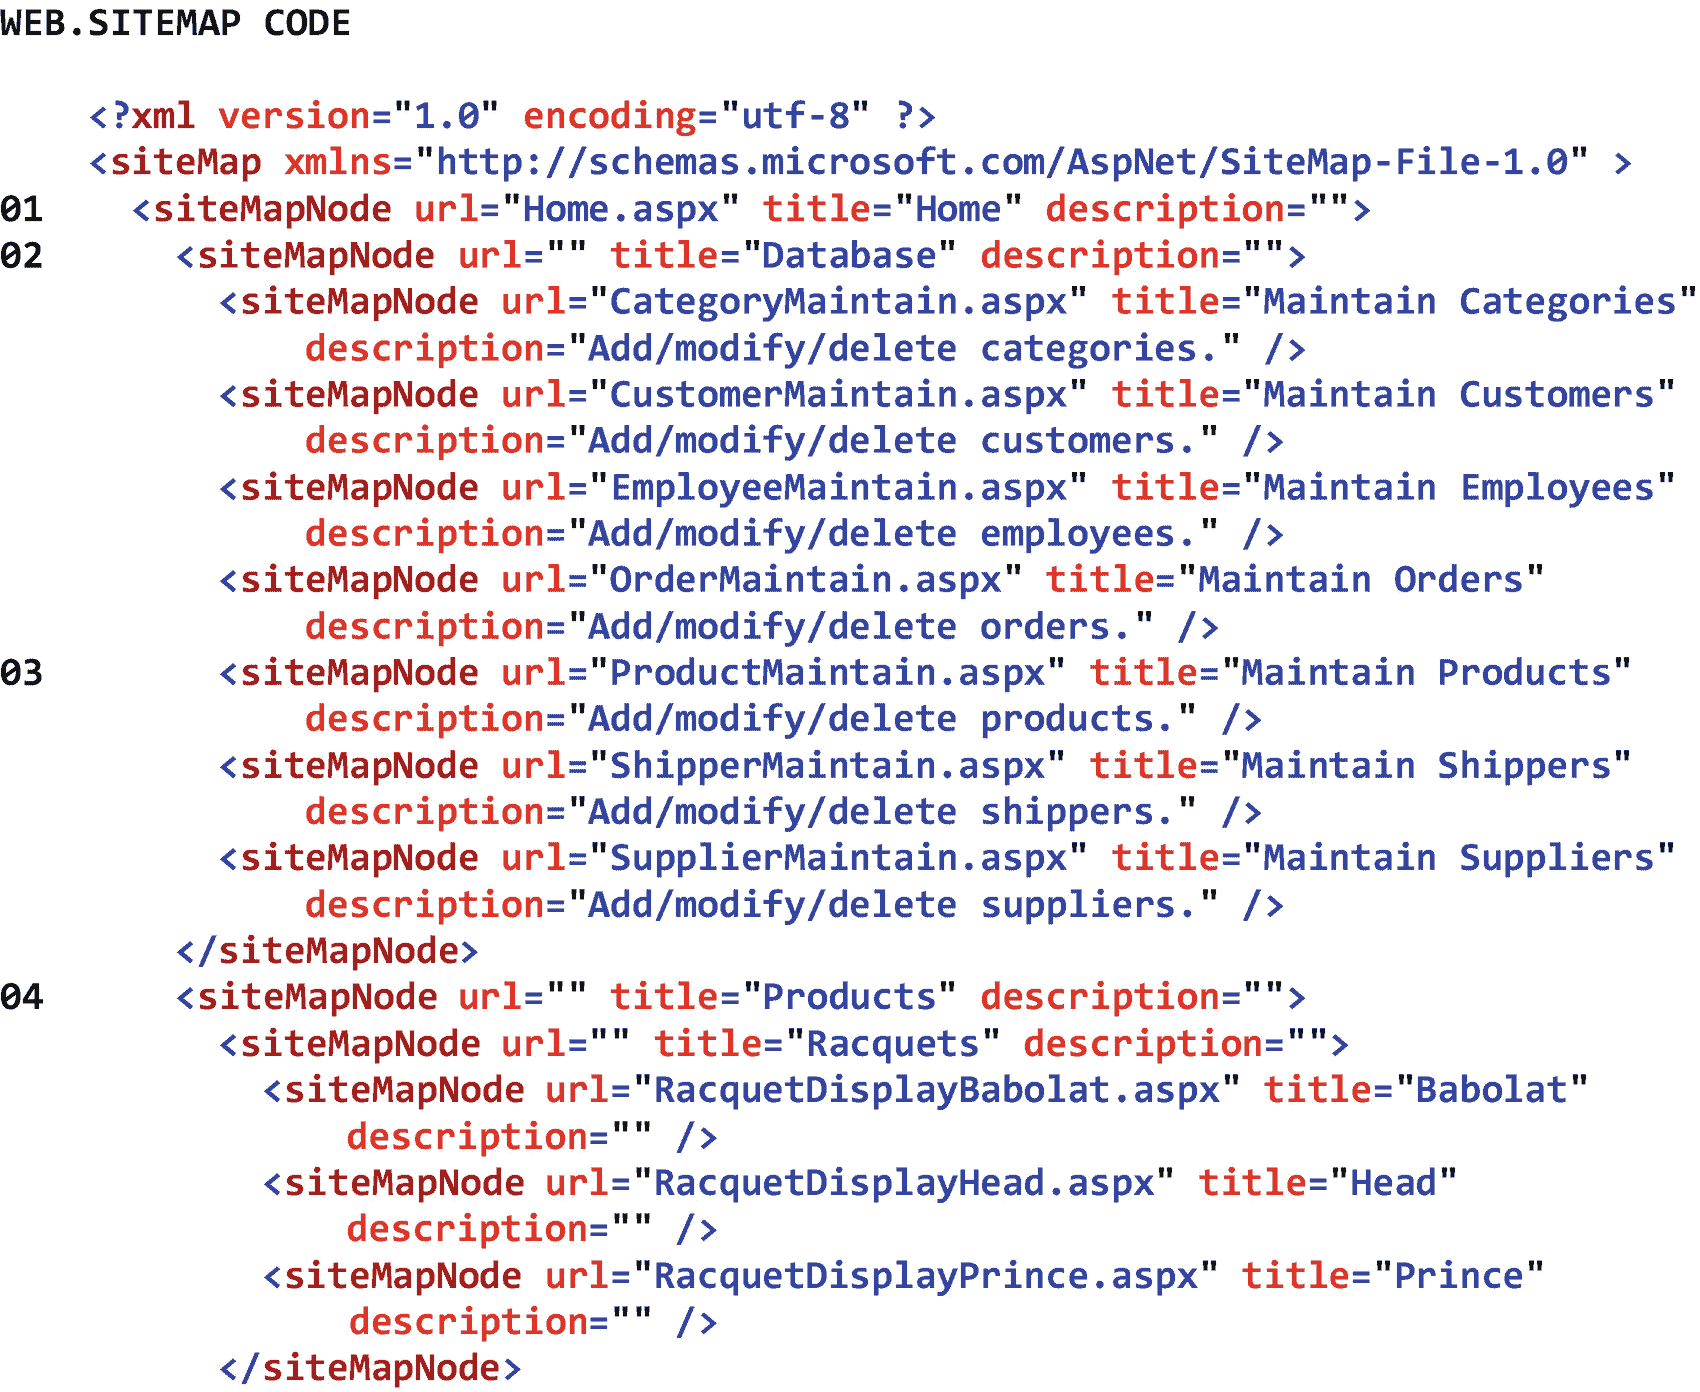 WEB.SITEMAP CODE
<?xml version="1.0" encoding="utf-8" ?>
<siteMap xmlns="http://schemas.microsoft.com/AspNet/SiteMap-File-1.0" >
01 <siteMapNode url="Home.aspx" title="Home" description="">
02 <siteMapNode url="" title="Database" description="">
<siteMapNode url="CategoryMaintain.aspx" title="Maintain Categories"
description="Add/modify/delete categories." />
<siteMapNode url="CustomerMaintain.aspx" title="Maintain Customers"
description="Add/modify/delete customers." />
<siteMapNode url="EmployeeMaintain.aspx" title="Maintain Employees"
description="Add/modify/delete employees." />
<siteMapNode url="OrderMaintain.aspx" title="Maintain Orders"
description="Add/modify/delete orders." />
03 <siteMapNode url="ProductMaintain.aspx" title="Maintain Products"
description="Add/modify/delete products." />
<siteMapNode url="ShipperMaintain.aspx" title="Maintain Shippers"
description="Add/modify/delete shippers." />
<siteMapNode url="SupplierMaintain.aspx" title="Maintain Suppliers"
description="Add/modify/delete suppliers." />
</siteMapNode>
04 <siteMapNode url="" title="Products" description="">
<siteMapNode url="" title="Racquets" description="">
<siteMapNode url="RacquetDisplayBabolat.aspx" title="Babolat"
description="" />
<siteMapNode url="RacquetDisplayHead.aspx" title="Head"
description="" />
<siteMapNode url="RacquetDisplayPrince.aspx" title="Prince"
description="" />
</siteMapNode>